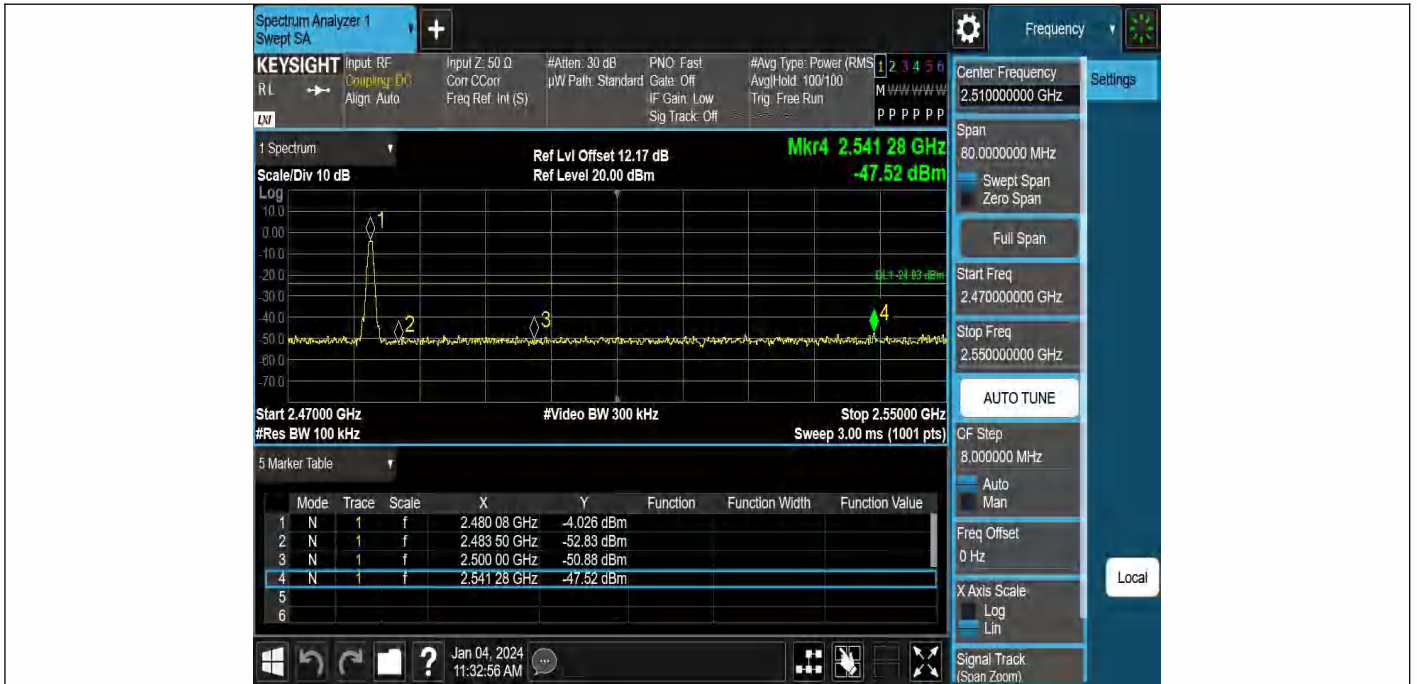 Spectrum Analyzer 1
Swept SA
+
Frequency
KEYSIGHT
RL
LXI
Input: RF
Coupling: DC
Align: Auto
Input Z: 50 Ω
Corr CCorr
Freq Ref: Int (S)
#Atten: 30 dB
µW Path: Standard
PNO: Fast
Gate: Off
IF Gain: Low
Sig Track: Off
#Avg Type: Power (RMS
Avg|Hold: 100/100
Trig: Free Run
1 2 3 4 5 6
M W W W W W
P P P P P P
Center Frequency
2.510000000 GHz
Settings
Span
80.0000000 MHz
Swept Span
Zero Span
Full Span
Start Freq
2.470000000 GHz
Stop Freq
2.550000000 GHz
AUTO TUNE
CF Step
8.000000 MHz
Auto
Man
Freq Offset
0 Hz
X Axis Scale
Log
Lin
Signal Track
(Span Zoom)
Local
1 Spectrum
Scale/Div 10 dB
Ref Lvl Offset 12.17 dB
Ref Level 20.00 dBm
Mkr4 2.541 28 GHz
-47.52 dBm
Log
10.0
0.00
-10.0
-20.0
-30.0
-40.0
-50.0
-60.0
-70.0
1
2
3
4
DL1 -24.03 dBm
Start 2.47000 GHz
#Video BW 300 kHz
Stop 2.55000 GHz
#Res BW 100 kHz
Sweep 3.00 ms (1001 pts)
5 Marker Table
Mode Trace Scale X Y Function Function Width Function Value
1 N 1 f 2.480 08 GHz -4.026 dBm
2 N 1 f 2.483 50 GHz -52.83 dBm
3 N 1 f 2.500 00 GHz -50.88 dBm
4 N 1 f 2.541 28 GHz -47.52 dBm
5
6
?
Jan 04, 2024
11:32:56 AM